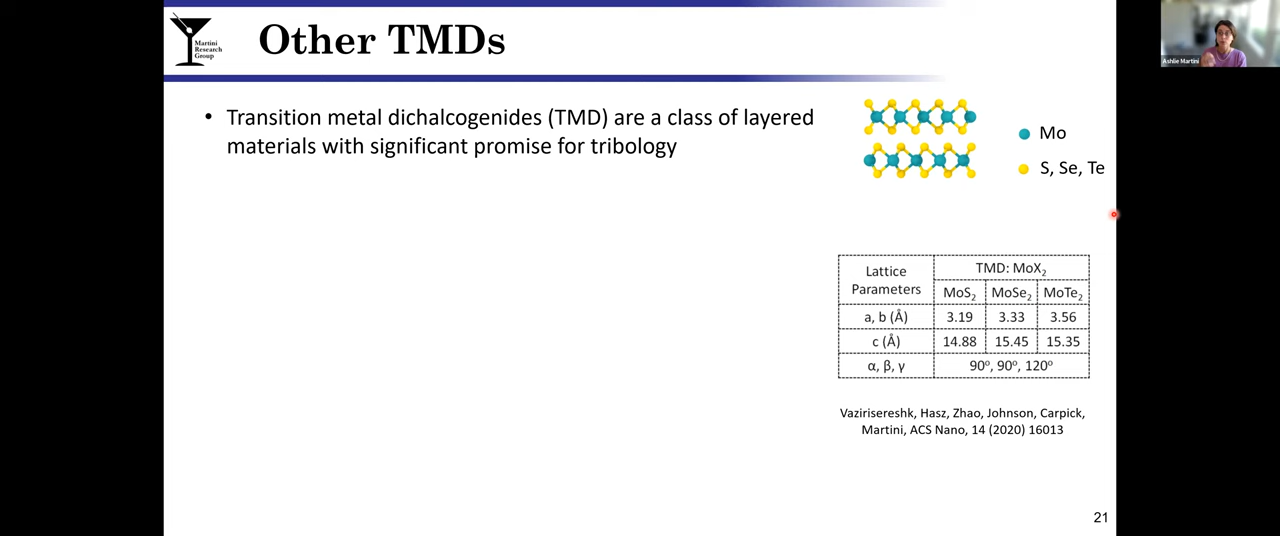 Martini
Research
Group
Other TMDs
• Transition metal dichalcogenides (TMD) are a class of layered
materials with significant promise for tribology
Mo
S, Se, Te
Lattice Parameters TMD: MoX₂
MoS₂ MoSe₂ MoTe₂
a, b (Å) 3.19 3.33 3.56
c (Å) 14.88 15.45 15.35
α, β, γ 90°, 90°, 120°
Vazirisereshk, Hasz, Zhao, Johnson, Carpick,
Martini, ACS Nano, 14 (2020) 16013
21
Ashlie Martini